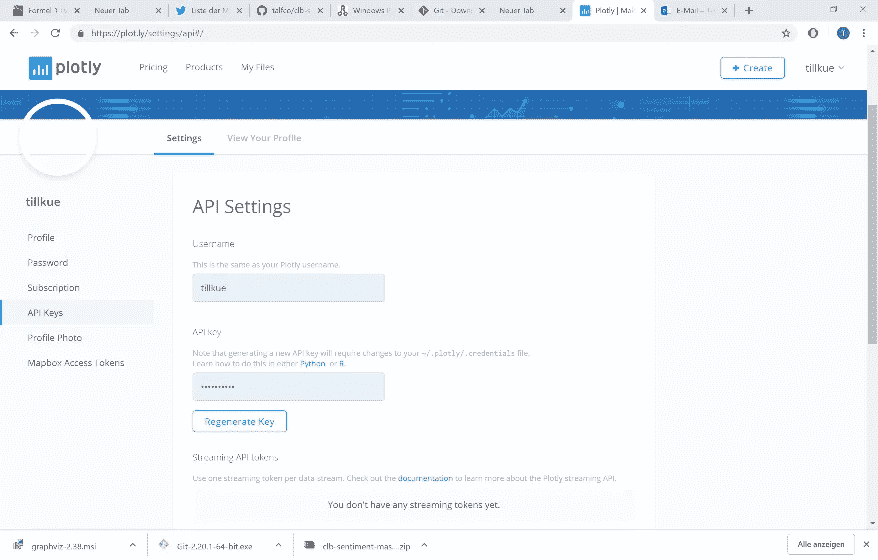 Formel 1: Is
Neuer Tab
Liste der M
talfco/clb-s
Windows P
Git - Down
Neuer Tab
Plotly | Mak
E-Mail –
https://plot.ly/settings/api#/
T
plotly
Pricing
Products
My Files
+ Create
tillkue
Settings
View Your Profile
tillkue
Profile
Password
Subscription
API Keys
Profile Photo
Mapbox Access Tokens
API Settings
Username
This is the same as your Plotly username.
tillkue
API key
Note that generating a new API key will require changes to your ~/.plotly/.credentials file.
Learn how to do this in either Python or R.
••••••••••
Regenerate Key
Streaming API tokens
Use one streaming token per data stream. Check out the documentation to learn more about the Plotly streaming API.
You don't have any streaming tokens yet.
graphviz-2.38.msi
Git-2.20.1-64-bit.exe
clb-sentiment-mas....zip
Alle anzeigen